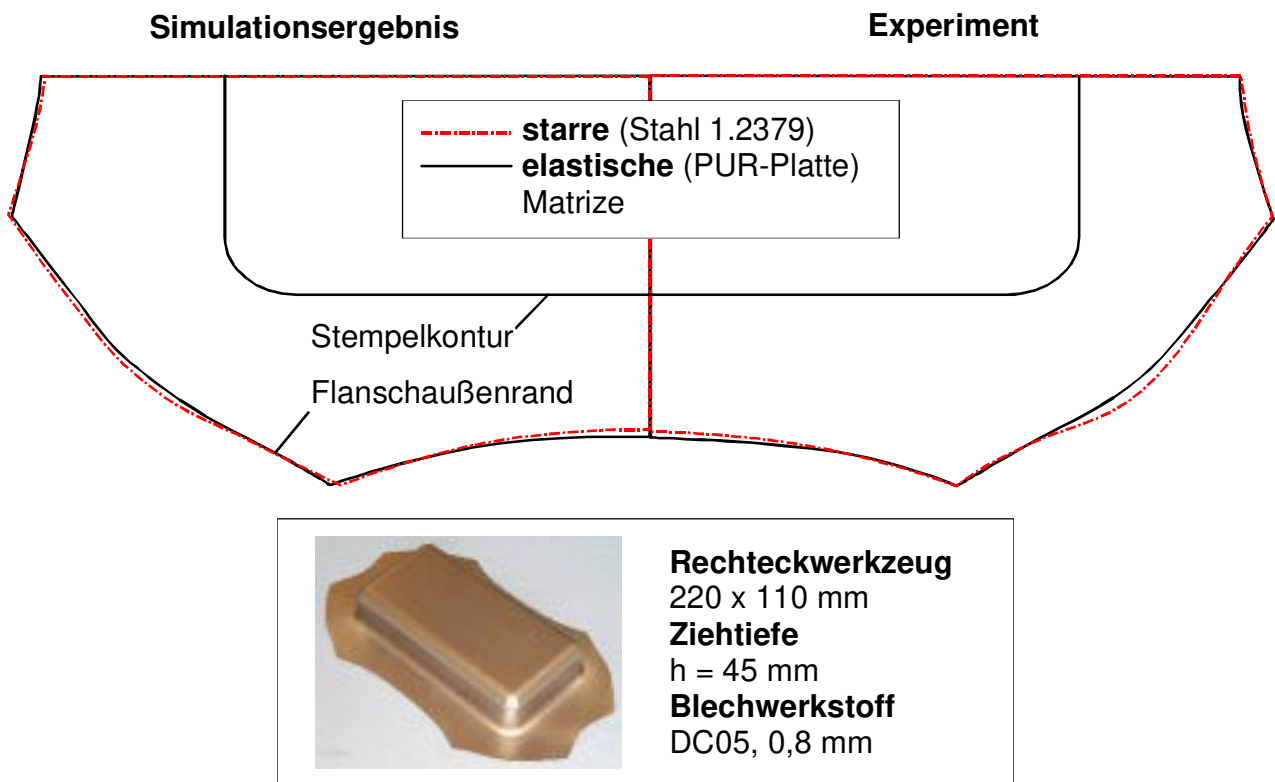 Simulationsergebnis
Experiment
starre (Stahl 1.2379)
elastische (PUR-Platte)
Matrize
Stempelkontur
Flanschaußenrand
Rechteckwerkzeug
220 x 110 mm
Ziehtiefe
h = 45 mm
Blechwerkstoff
DC05, 0,8 mm